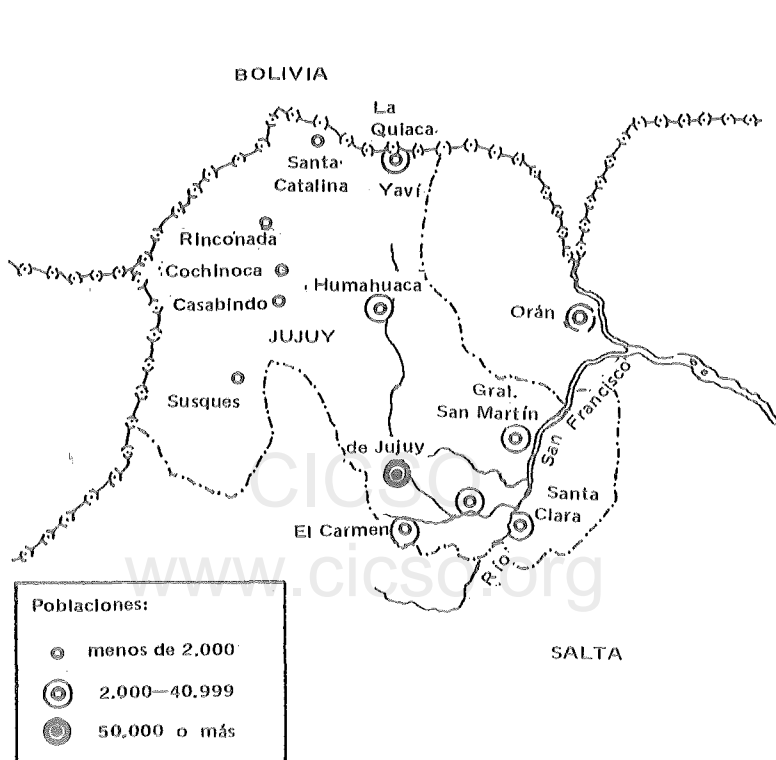 BOLIVIA
La
Quiaca
Santa
Catalina
Yaví
Rinconada
Cochinoca
Humahuaca
Casabindo
Orán
JUJUY
Gral.
San Martín
Susques
San Francisco
de Jujuy
Santa
Clara
El Carmen
Río
CICSO
www.cicso.org
SALTA
Poblaciones:
menos de 2.000
2.000—40.999
50.000 o más